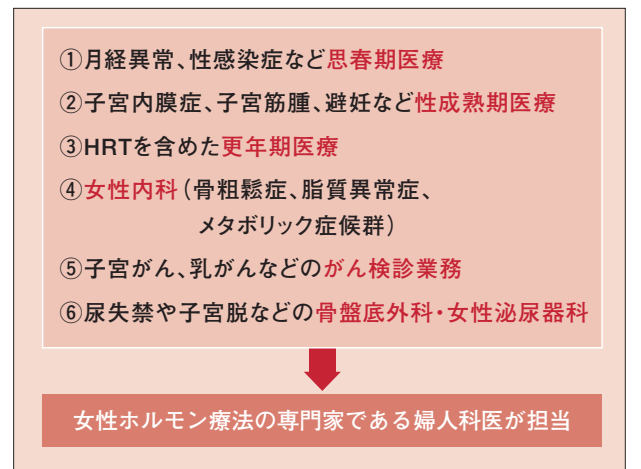 ①月経異常、性感染症など思春期医療
②子宮内膜症、子宮筋腫、避妊など性成熟期医療
③HRTを含めた更年期医療
④女性内科（骨粗鬆症、脂質異常症、
メタボリック症候群）
⑤子宮がん、乳がんなどのがん検診業務
⑥尿失禁や子宮脱などの骨盤底外科・女性泌尿器科
女性ホルモン療法の専門家である婦人科医が担当